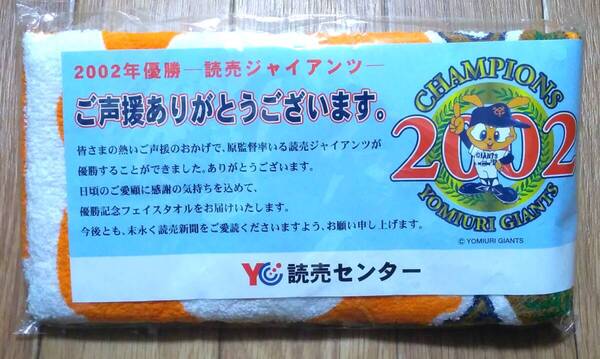 2002年優勝―読売ジャイアンツ―
ご声援ありがとうございます。
皆さまの熱いご声援のおかげで、原監督率いる読売ジャイアンツが
優勝することができました。ありがとうございます。
日頃のご愛顧に感謝の気持ちを込めて、
優勝記念フェイスタオルをお届けいたします。
今後とも、末永く読売新聞をご愛読くださいますよう、お願い申し上げます。
YC 読売センター
CHAMPIONS
2002
GIANTS
YOMIURI GIANTS
© YOMIURI GIANTS